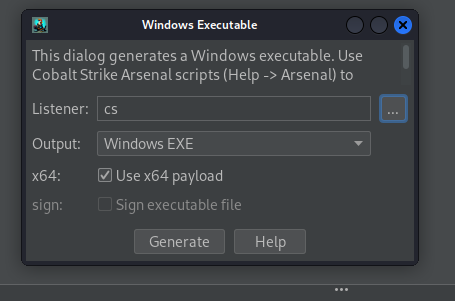 Windows Executable
This dialog generates a Windows executable. Use
Cobalt Strike Arsenal scripts (Help -> Arsenal) to
Listener: cs ...
Output: Windows EXE
x64: Use x64 payload
sign: Sign executable file
Generate Help